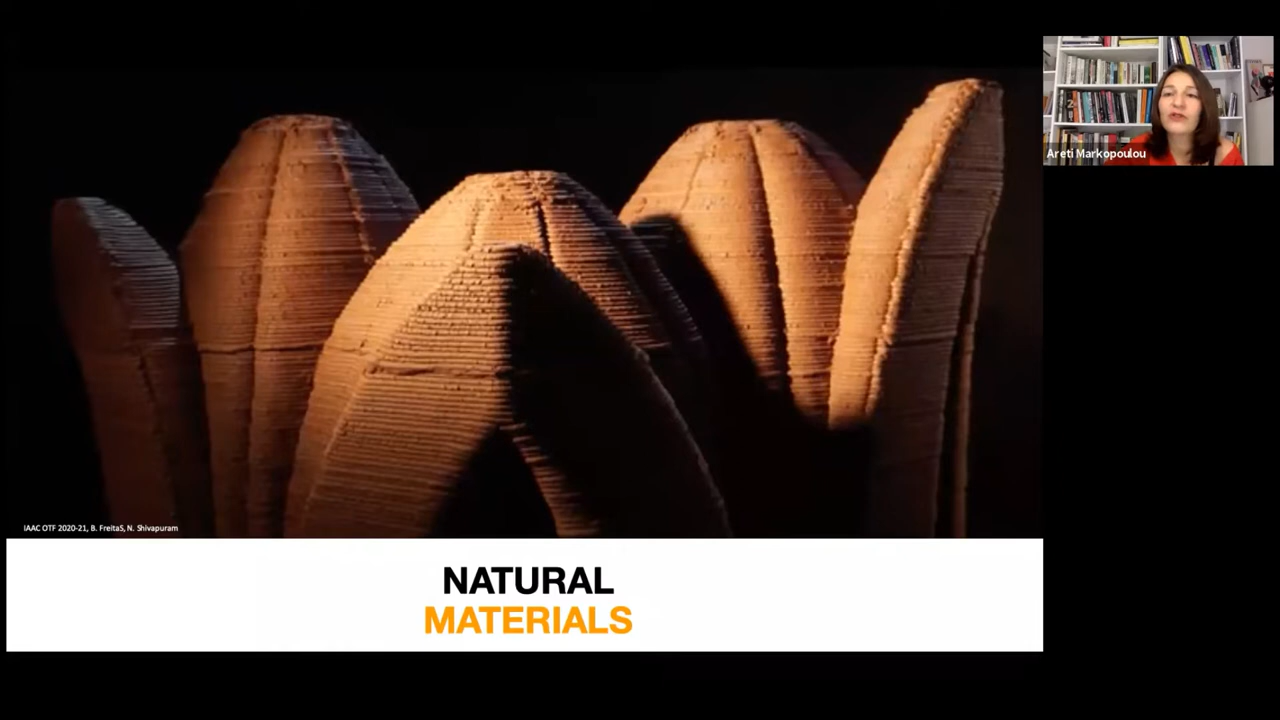 Areti Markopoulou
IAAC OTF 2020-21, B. FreitaS, N. Shivapuram
NATURAL
MATERIALS